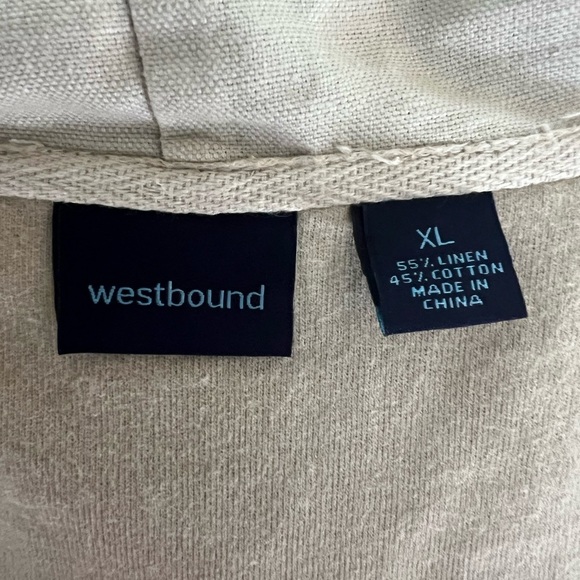 westbound
XL
55% LINEN
45% COTTON
MADE IN
CHINA